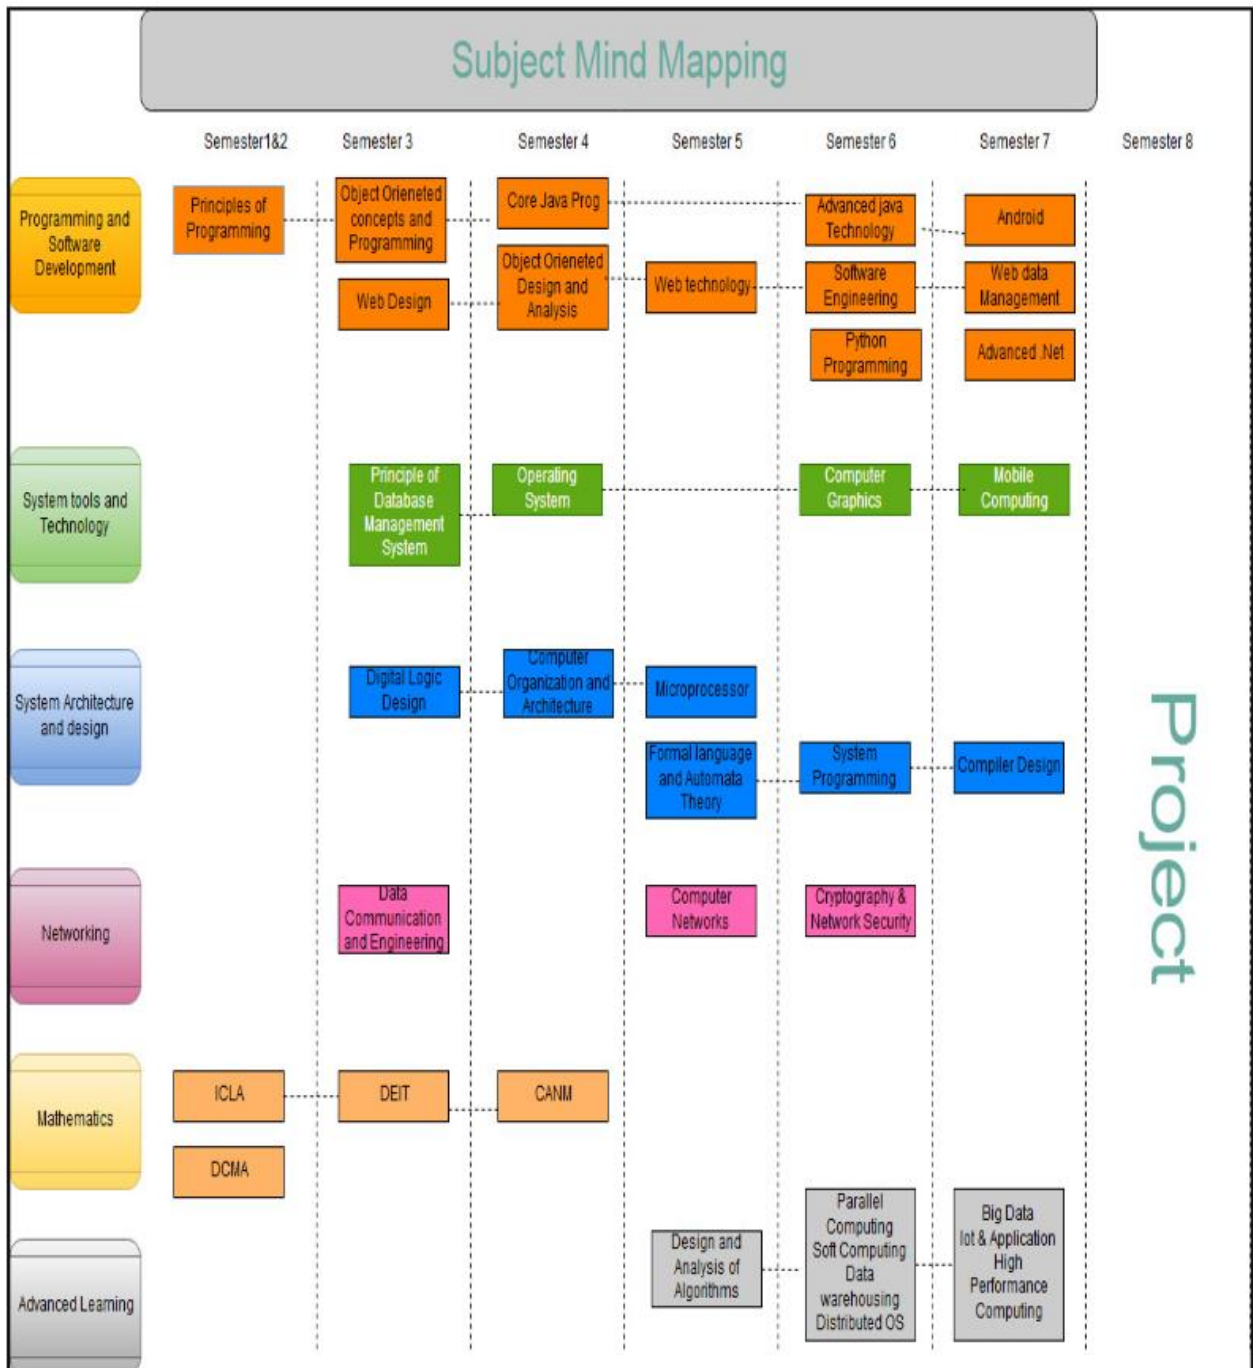 Subject Mind Mapping
Semester1&2
Semester 3
Semester 4
Semester 5
Semester 6
Semester 7
Semester 8
Programming and
Software
Development
Principles of
Programming
Object Orieneted
concepts and
Programming
Web Design
Core Java Prog
Object Orieneted
Design and
Analysis
Web technology
Advanced java
Technology
Software
Engineering
Python
Programming
Android
Web data
Management
Advanced .Net
System tools and
Technology
Principle of
Database
Management
System
Operating
System
Computer
Graphics
Mobile
Computing
System Architecture
and design
Digital Logic
Design
Computer
Organization and
Architecture
Microprocessor
Formal language
and Automata
Theory
System
Programming
Compiler Design
Project
Networking
Data
Communication
and Engineering
Computer
Networks
Cryptography &
Network Security
Mathematics
ICLA
DCMA
DEIT
CANM
Advanced Learning
Design and
Analysis of
Algorithms
Parallel
Computing
Soft Computing
Data
warehousing
Distributed OS
Big Data
Iot & Application
High
Performance
Computing